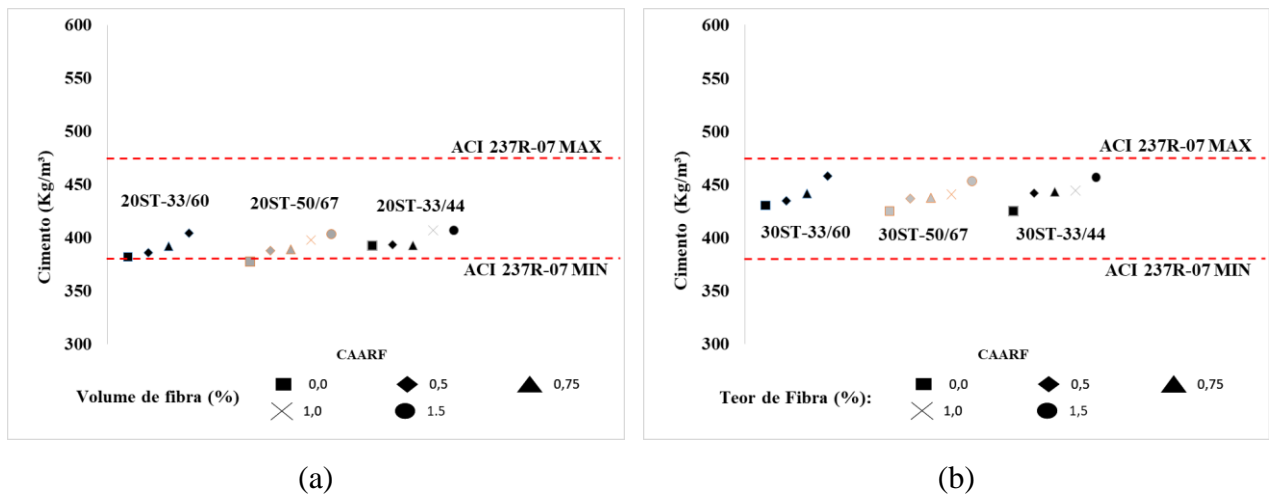 600
550
500
450
400
350
300
Cimento (Kg/m³)
ACI 237R-07 MAX
20ST-33/60
20ST-50/67
20ST-33/44
ACI 237R-07 MIN
CAARF
Volume de fibra (%)
0,0
0,5
0,75
1,0
1.5
(a)
600
550
500
450
400
350
300
Cimento (Kg/m³)
ACI 237R-07 MAX
30ST-33/60
30ST-50/67
30ST-33/44
ACI 237R-07 MIN
CAARF
Teor de Fibra (%):
0,0
0,5
0,75
1,0
1,5
(b)